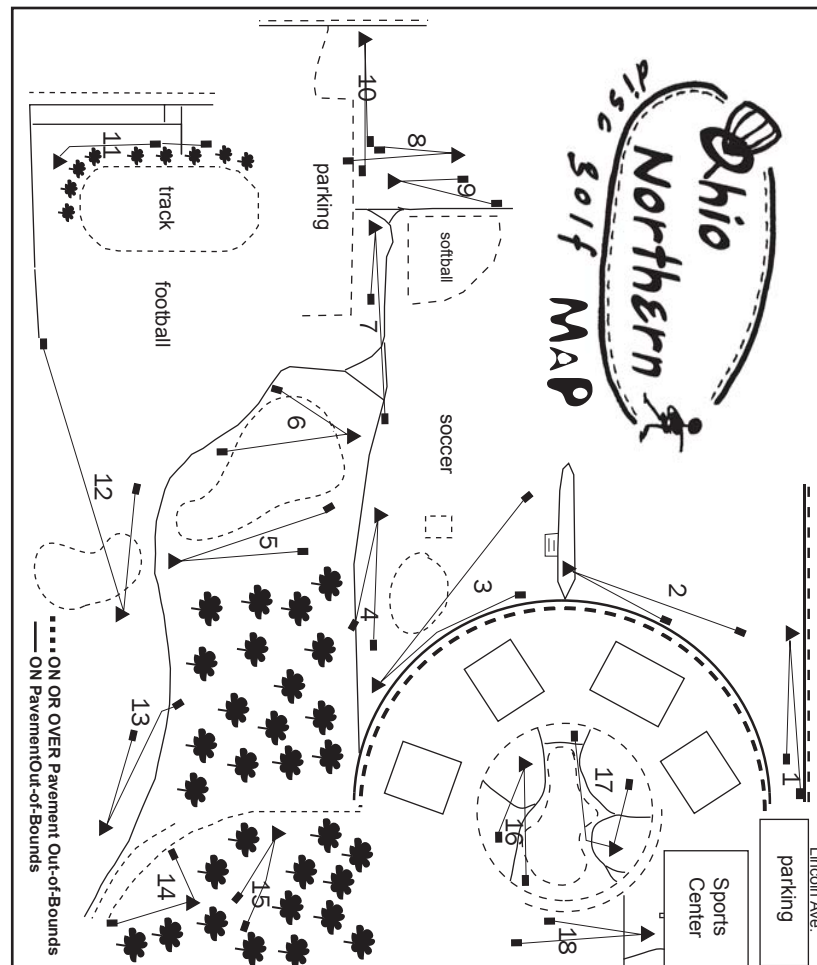 Ohio
Northern
disc golf
MAP
Lincoln Ave.
parking
Sports
Center
1
2
3
4
5
6
7
8
9
10
11
12
13
14
15
16
17
18
softball
soccer
parking
track
football
ON OR OVER Pavement Out-of-Bounds
ON PavementOut-of-Bounds